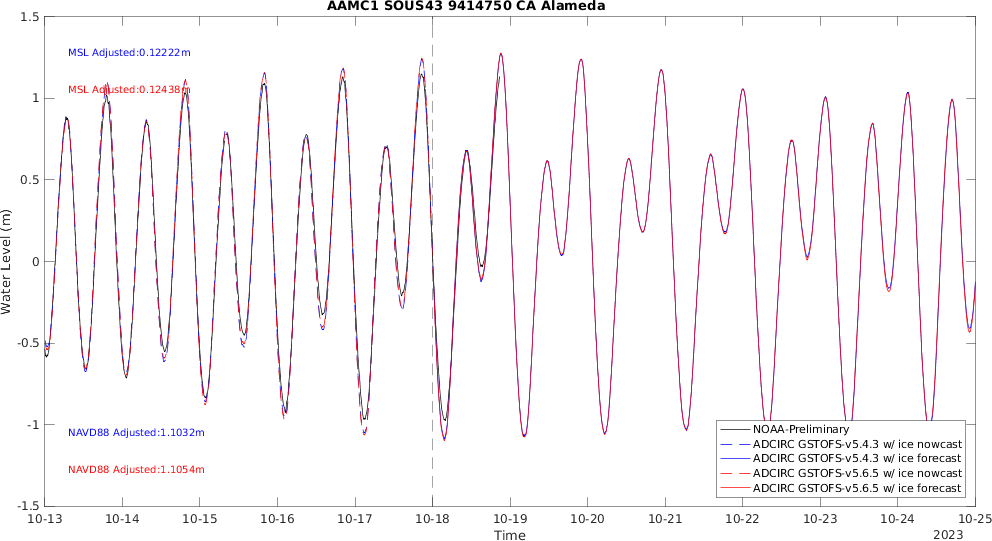 AAMC1 SOUS43 9414750 CA Alameda
1.5
1
0.5
0
-0.5
-1
-1.5
Water Level (m)
MSL Adjusted:0.12222m
MSL Adjusted:0.12438m
NAVD88 Adjusted:1.1032m
NAVD88 Adjusted:1.1054m
NOAA-Preliminary
ADCIRC GSTOFS-v5.4.3 w/ ice nowcast
ADCIRC GSTOFS-v5.4.3 w/ ice forecast
ADCIRC GSTOFS-v5.6.5 w/ ice nowcast
ADCIRC GSTOFS-v5.6.5 w/ ice forecast
10-13 10-14 10-15 10-16 10-17 10-18 10-19 10-20 10-21 10-22 10-23 10-24 10-25
Time
2023